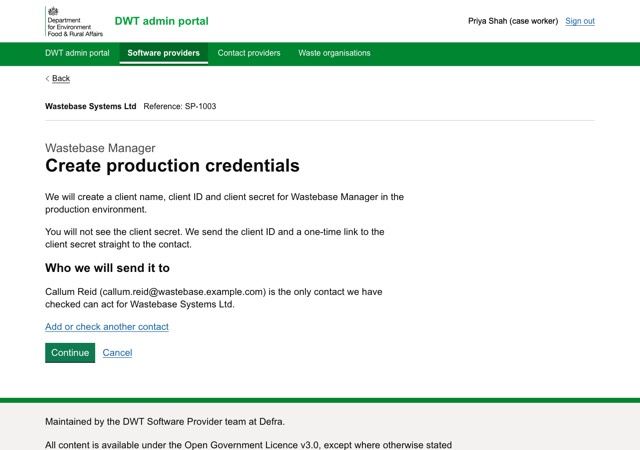 Department
for Environment
Food & Rural Affairs
DWT admin portal
Priya Shah (case worker)
Sign out
DWT admin portal
Software providers
Contact providers
Waste organisations
Back
Wastebase Systems Ltd Reference: SP-1003
Wastebase Manager
Create production credentials
We will create a client name, client ID and client secret for Wastebase Manager in the
production environment.
You will not see the client secret. We send the client ID and a one-time link to the
client secret straight to the contact.
Who we will send it to
Callum Reid (callum.reid@wastebase.example.com) is the only contact we have
checked can act for Wastebase Systems Ltd.
Add or check another contact
Continue
Cancel
Maintained by the DWT Software Provider team at Defra.
All content is available under the Open Government Licence v3.0, except where otherwise stated